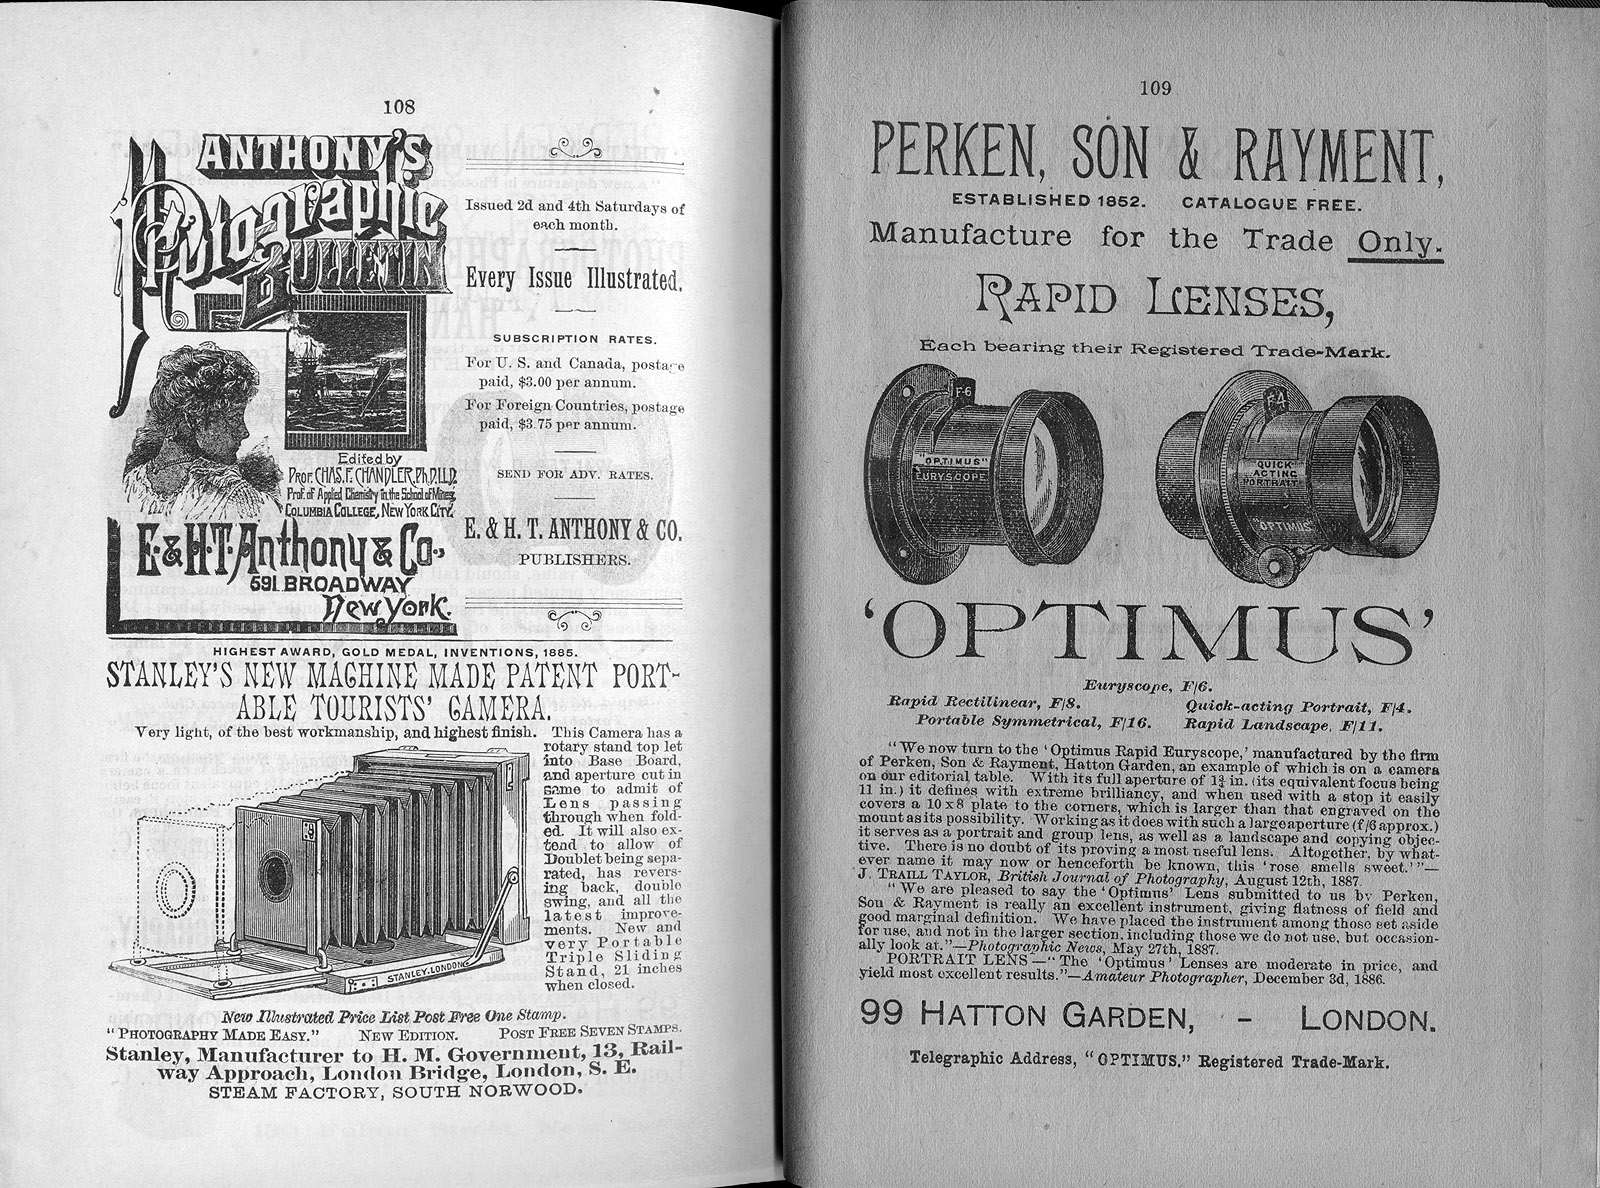 108
ANTHONY'S
Photographic
BULLETIN
Edited by
Prof. CHAS. F. CHANDLER, Ph.D. LL.D.
Prof. of Applied Chemistry in the School of Mines,
COLUMBIA COLLEGE, NEW YORK CITY.
E. & H. T. Anthony & Co.,
591 BROADWAY
New York.
Issued 2d and 4th Saturdays of
each month.
Every Issue Illustrated.
SUBSCRIPTION RATES.
For U. S. and Canada, postage
paid, $3.00 per annum.
For Foreign Countries, postage
paid, $3.75 per annum.
SEND FOR ADV. RATES.
E. & H. T. ANTHONY & CO.
PUBLISHERS.
HIGHEST AWARD, GOLD MEDAL, INVENTIONS, 1885.
STANLEY'S NEW MACHINE MADE PATENT PORT-
ABLE TOURISTS' CAMERA.
Very light, of the best workmanship, and highest finish. This Camera has a
rotary stand top let
into Base Board,
and aperture cut in
same to admit of
Lens passing
through when fold-
ed. It will also ex-
tend to allow of
Doublet being sepa-
rated, has revers-
ing back, double
swing, and all the
latest improve-
ments. New and
very Portable
Triple Sliding
Stand, 21 inches
when closed.
STANLEY. LONDON
New Illustrated Price List Post Free One Stamp.
"PHOTOGRAPHY MADE EASY." NEW EDITION. POST FREE SEVEN STAMPS.
Stanley, Manufacturer to H. M. Government, 13, Rail-
way Approach, London Bridge, London, S. E.
STEAM FACTORY, SOUTH NORWOOD.
109
PERKEN, SON & RAYMENT,
ESTABLISHED 1852. CATALOGUE FREE.
Manufacture for the Trade Only.
RAPID LENSES,
Each bearing their Registered Trade-Mark.
F-6
"OPTIMUS"
EURYSCOPE
F.4
QUICK
ACTING
PORTRAIT
"OPTIMUS"
'OPTIMUS'
Euryscope, F/6.
Rapid Rectilinear, F/8. Quick-acting Portrait, F/4.
Portable Symmetrical, F/16. Rapid Landscape, F/11.
"We now turn to the 'Optimus Rapid Euryscope,' manufactured by the firm
of Perken, Son & Rayment, Hatton Garden, an example of which is on a camera
on our editorial table. With its full aperture of 1¾ in. (its equivalent focus being
11 in.) it defines with extreme brilliancy, and when used with a stop it easily
covers a 10 x 8 plate to the corners, which is larger than that engraved on the
mount as its possibility. Working as it does with such a large aperture (f/6 approx.)
it serves as a portrait and group lens, as well as a landscape and copying objec-
tive. There is no doubt of its proving a most useful lens. Altogether, by what-
ever name it may now or henceforth be known, this 'rose smells sweet.'"—
J. TRAILL TAYLOR, British Journal of Photography, August 12th, 1887.
"We are pleased to say the 'Optimus' Lens submitted to us by Perken,
Son & Rayment is really an excellent instrument, giving flatness of field and
good marginal definition. We have placed the instrument among those set aside
for use, and not in the larger section, including those we do not use, but occasion-
ally look at."—Photographic News, May 27th, 1887.
PORTRAIT LENS—"The 'Optimus' Lenses are moderate in price, and
yield most excellent results."—Amateur Photographer, December 3d, 1886.
99 HATTON GARDEN, - LONDON.
Telegraphic Address, "OPTIMUS." Registered Trade-Mark.